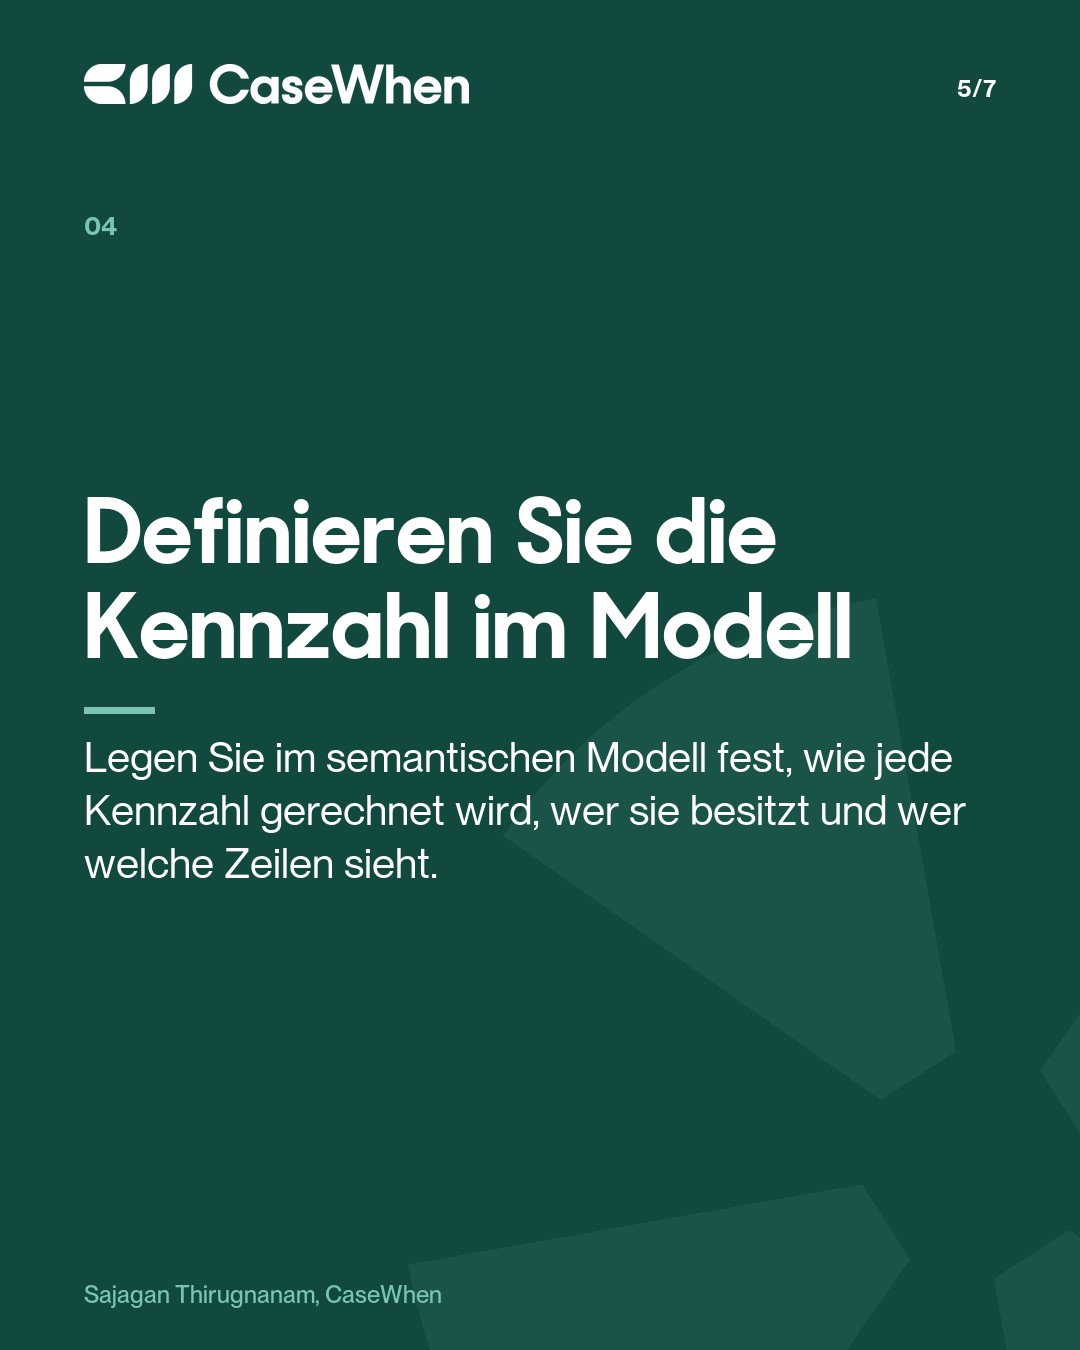 CaseWhen
5/7
04
Definieren Sie die
Kennzahl im Modell
Legen Sie im semantischen Modell fest, wie jede
Kennzahl gerechnet wird, wer sie besitzt und wer
welche Zeilen sieht.
Sajagan Thirugnanam, CaseWhen